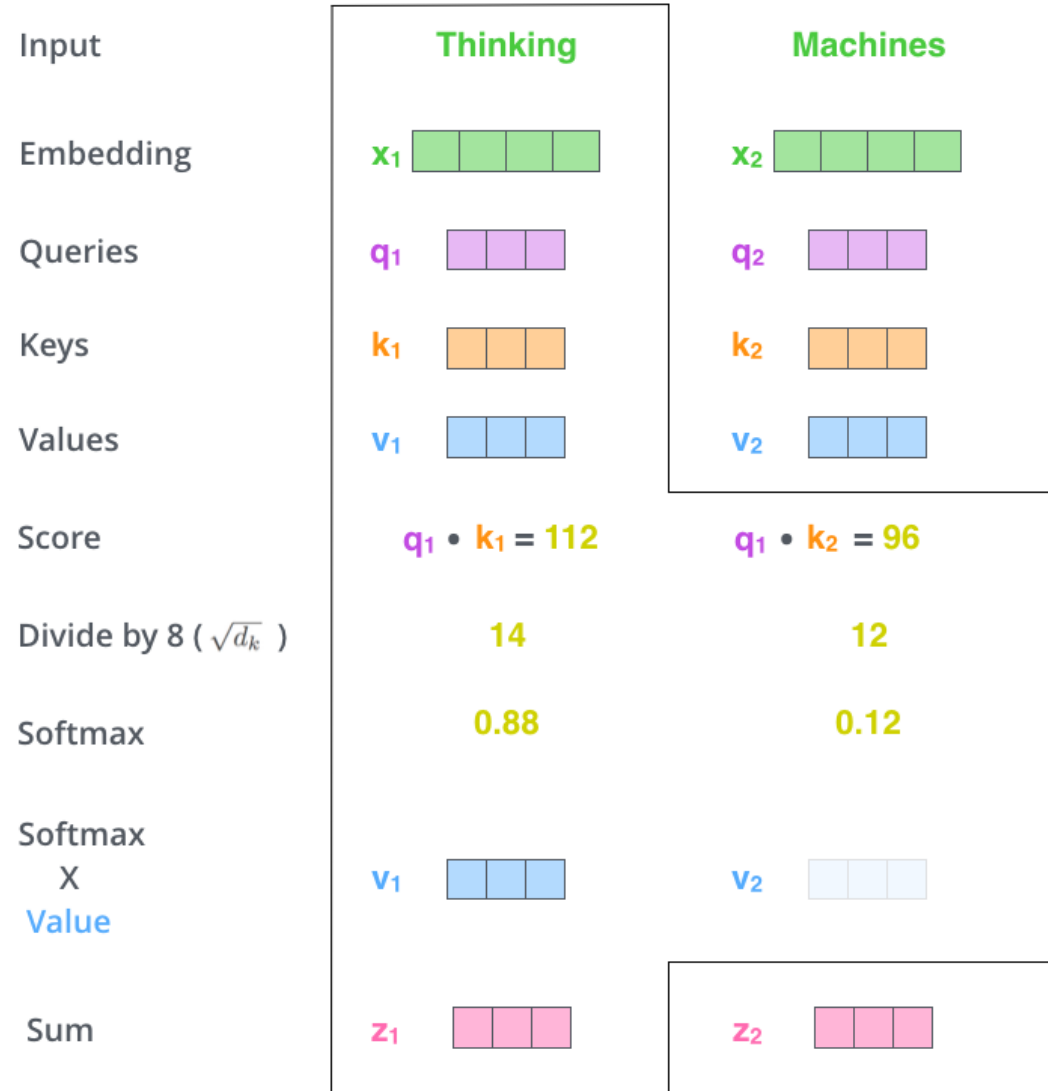 Input Thinking Machines
Embedding x₁ x₂
Queries q₁ q₂
Keys k₁ k₂
Values v₁ v₂
Score q₁ • k₁ = 112 q₁ • k₂ = 96
Divide by 8 ( √dₖ ) 14 12
Softmax 0.88 0.12
Softmax
X v₁ v₂
Value
Sum z₁ z₂